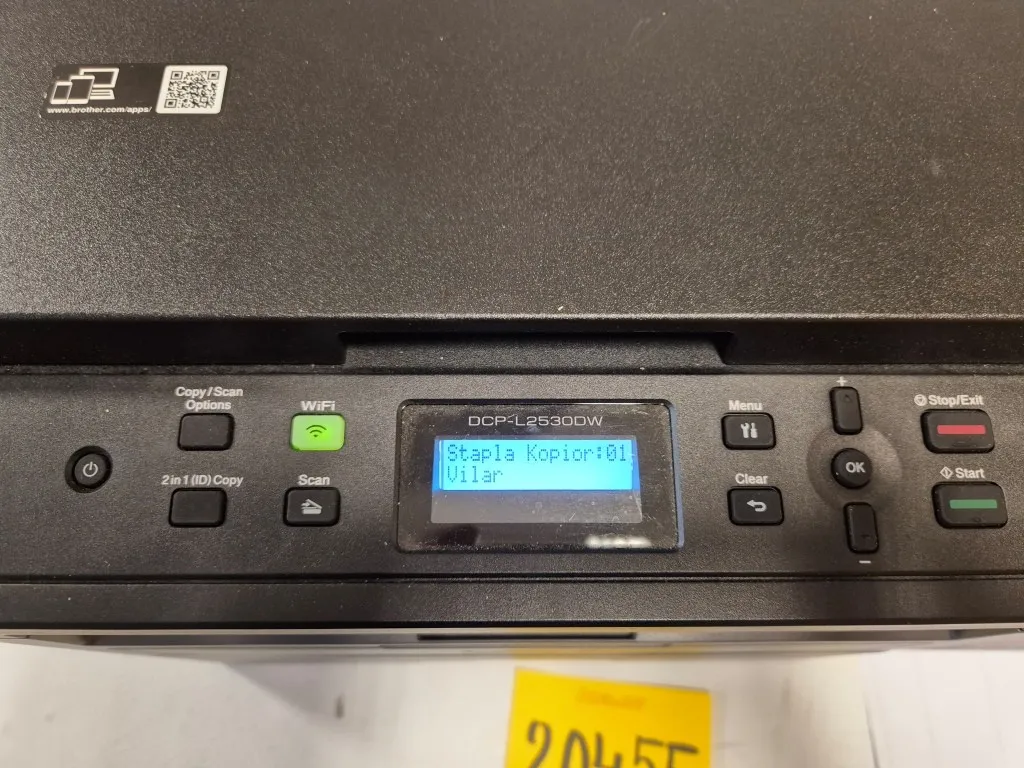 www.brother.com/apps/
Copy/Scan
Options
WiFi
DCP-L2530DW
Menu
+
Stop/Exit
Stapla Kopior:01
Vilar
OK
2 in 1 (ID) Copy
Scan
Clear
Start
−